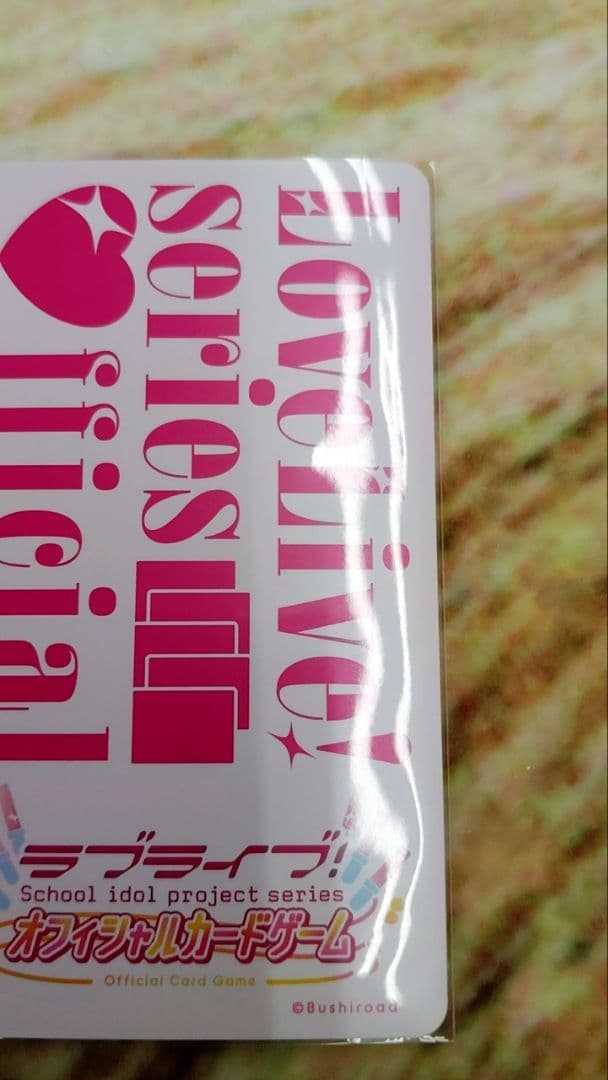 LoveLive!
series
fficial
ラブライブ!
School idol project series
オフィシャルカードゲーム
Official Card Game
©Bushiroad